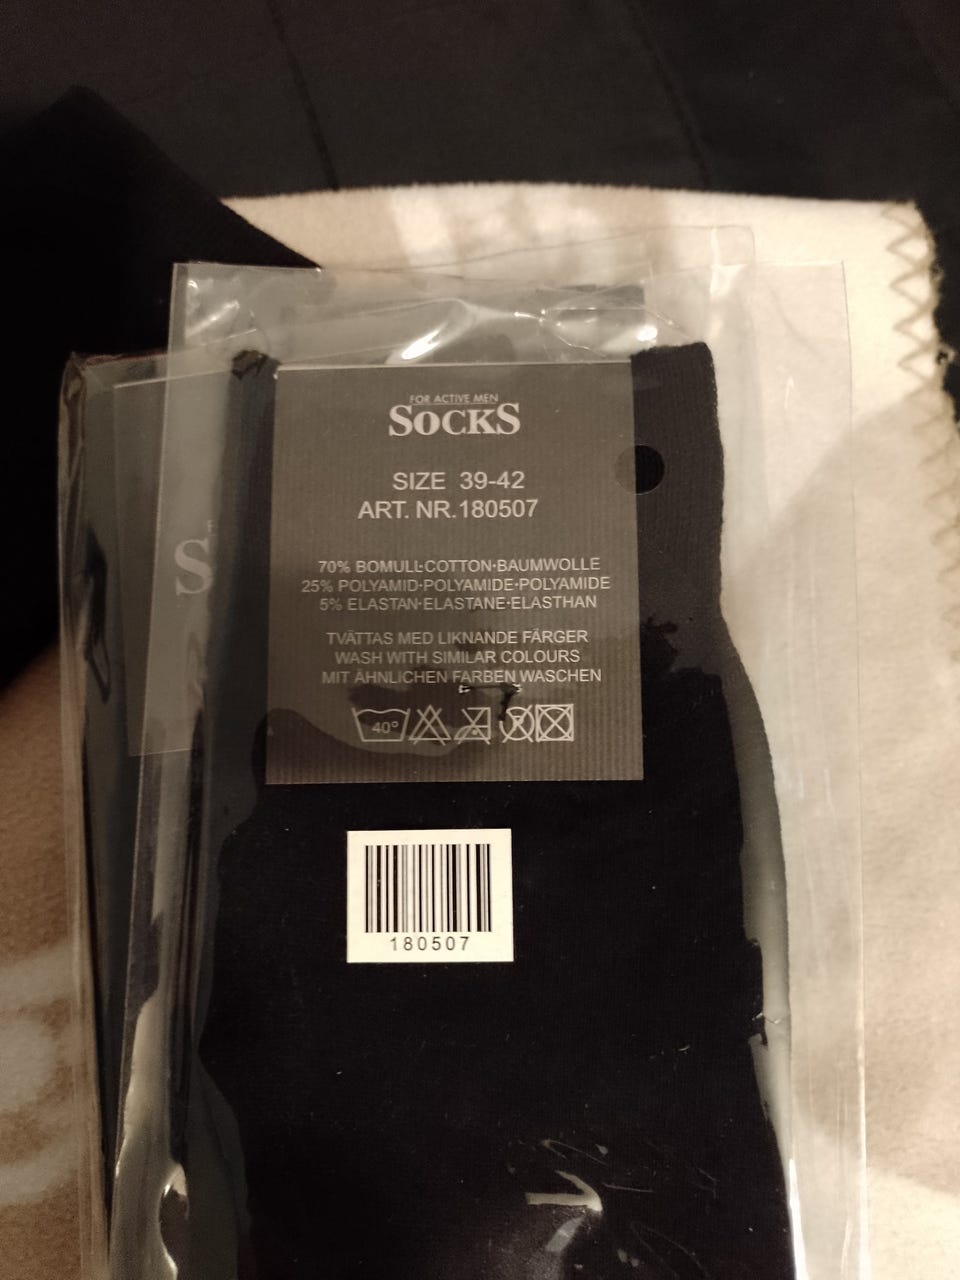 FOR ACTIVE MEN
SOCKS
SIZE 39-42
ART. NR.180507
70% BOMULL·COTTON·BAUMWOLLE
25% POLYAMID·POLYAMIDE·POLYAMIDE
5% ELASTAN·ELASTANE·ELASTHAN
TVÄTTAS MED LIKNANDE FÄRGER
WASH WITH SIMILAR COLOURS
MIT ÄHNLICHEN FARBEN WASCHEN
40°
180507
S